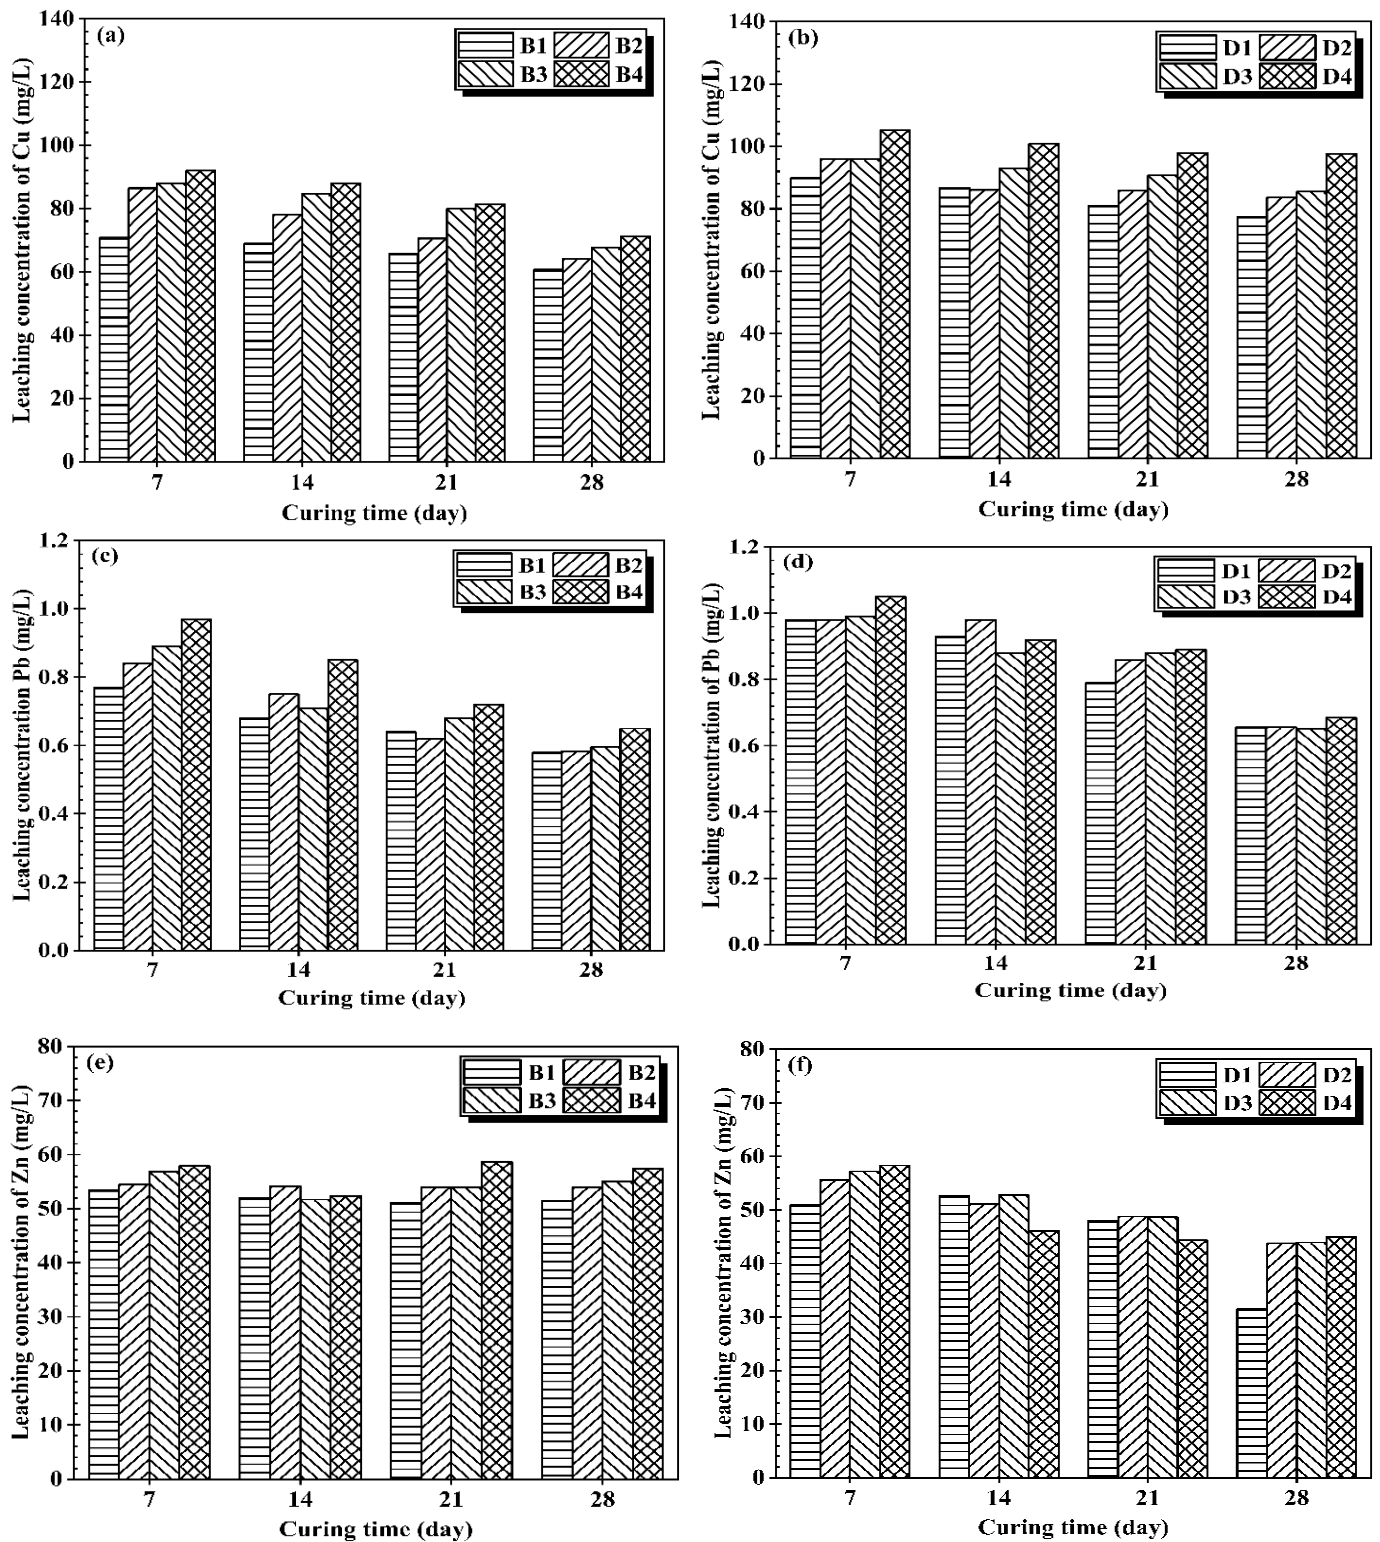 (a)
B1 B2
B3 B4
Leaching concentration of Cu (mg/L)
140
120
100
80
60
40
20
0
7 14 21 28
Curing time (day)
(b)
D1 D2
D3 D4
Leaching concentration of Cu (mg/L)
140
120
100
80
60
40
20
0
7 14 21 28
Curing time (day)
(c)
B1 B2
B3 B4
Leaching concentration Pb (mg/L)
1.2
1.0
0.8
0.6
0.4
0.2
0.0
7 14 21 28
Curing time (day)
(d)
D1 D2
D3 D4
Leaching concentration of Pb (mg/L)
1.2
1.0
0.8
0.6
0.4
0.2
0.0
7 14 21 28
Curing time (day)
(e)
B1 B2
B3 B4
Leaching concentration of Zn (mg/L)
80
70
60
50
40
30
20
10
0
7 14 21 28
Curing time (day)
(f)
D1 D2
D3 D4
Leaching concentration of Zn (mg/L)
80
70
60
50
40
30
20
10
0
7 14 21 28
Curing time (day)